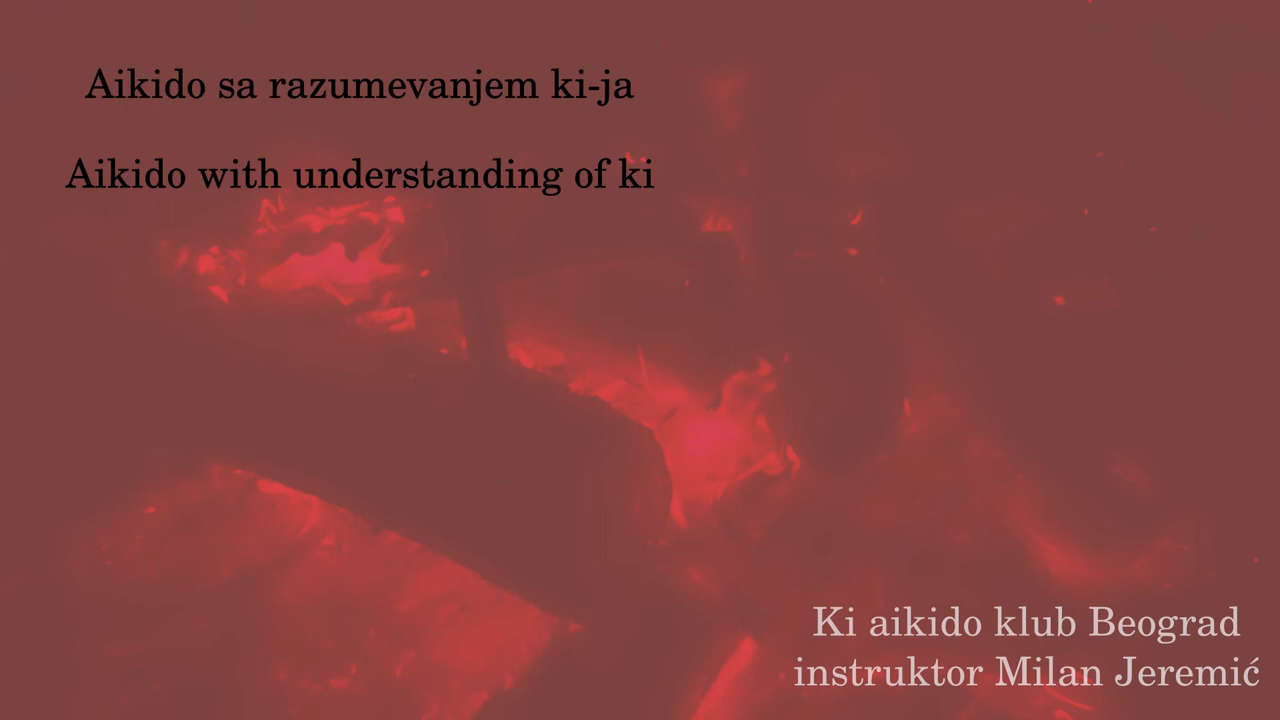 Aikido sa razumevanjem ki-ja
Aikido with understanding of ki
Ki aikido klub Beograd
instruktor Milan Jeremić